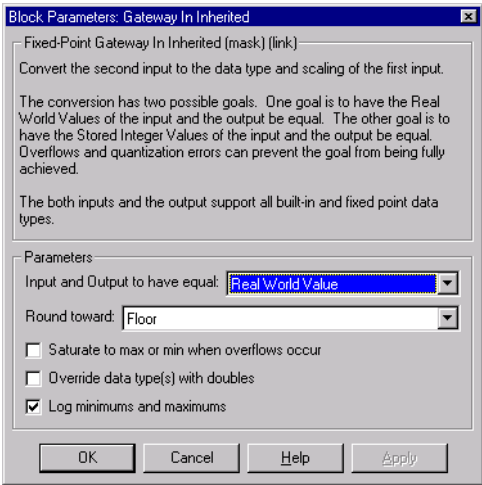 Block Parameters: Gateway In Inherited
Fixed-Point Gateway In Inherited (mask) (link)
Convert the second input to the data type and scaling of the first input.
The conversion has two possible goals. One goal is to have the Real
World Values of the input and the output be equal. The other goal is to
have the Stored Integer Values of the input and the output be equal.
Overflows and quantization errors can prevent the goal from being fully
achieved.
The both inputs and the output support all built-in and fixed point data
types.
Parameters
Input and Output to have equal: Real World Value
Round toward: Floor
Saturate to max or min when overflows occur
Override data type(s) with doubles
Log minimums and maximums
OK Cancel Help Apply